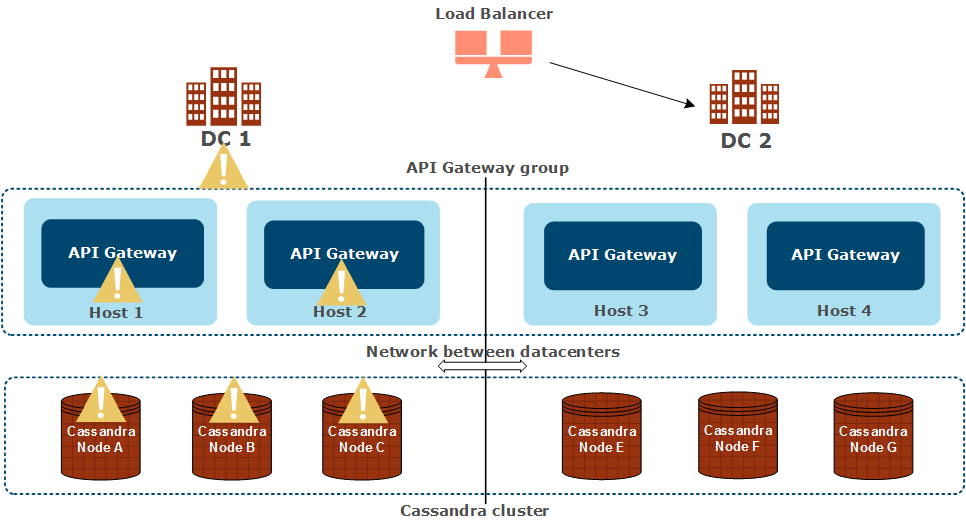 Load Balancer
DC 1
DC 2
API Gateway group
API Gateway
Host 1
API Gateway
Host 2
API Gateway
Host 3
API Gateway
Host 4
Network between datacenters
Cassandra
Node A
Cassandra
Node B
Cassandra
Node C
Cassandra
Node E
Cassandra
Node F
Cassandra
Node G
Cassandra cluster